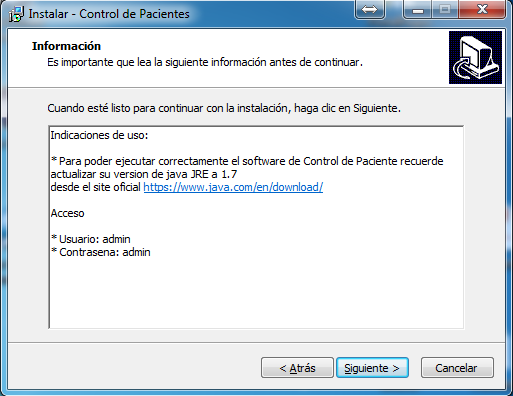 Instalar - Control de Pacientes
Información
Es importante que lea la siguiente información antes de continuar.
Cuando esté listo para continuar con la instalación, haga clic en Siguiente.
Indicaciones de uso:
* Para poder ejecutar correctamente el software de Control de Paciente recuerde
actualizar su version de java JRE a 1.7
desde el site oficial https://www.java.com/en/download/
Acceso
* Usuario: admin
* Contrasena: admin
< Atrás
Siguiente >
Cancelar